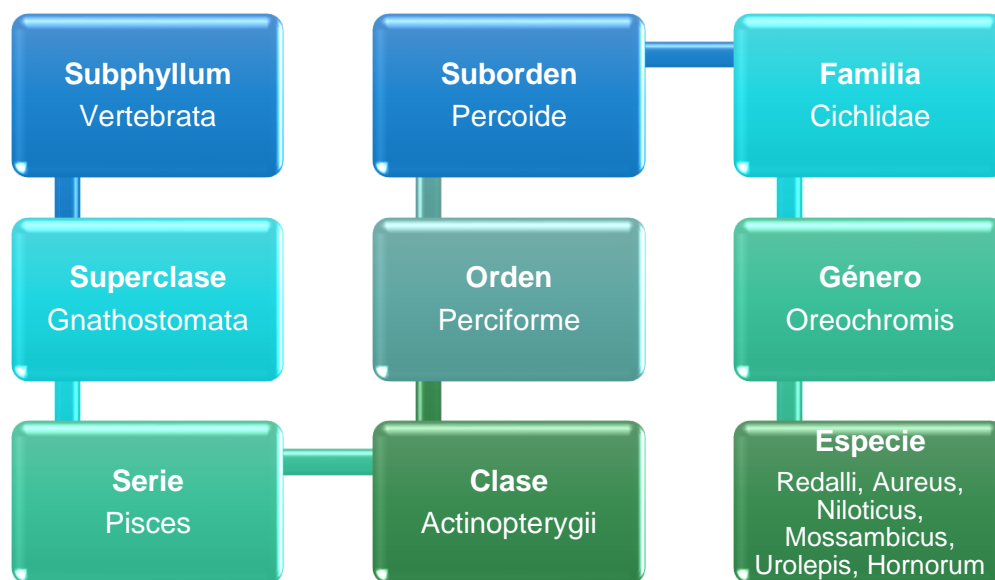 Subphyllum
Vertebrata
Superclase
Gnathostomata
Serie
Pisces
Clase
Actinopterygii
Orden
Perciforme
Suborden
Percoide
Familia
Cichlidae
Género
Oreochromis
Especie
Redalli, Aureus,
Niloticus,
Mossambicus,
Urolepis, Hornorum